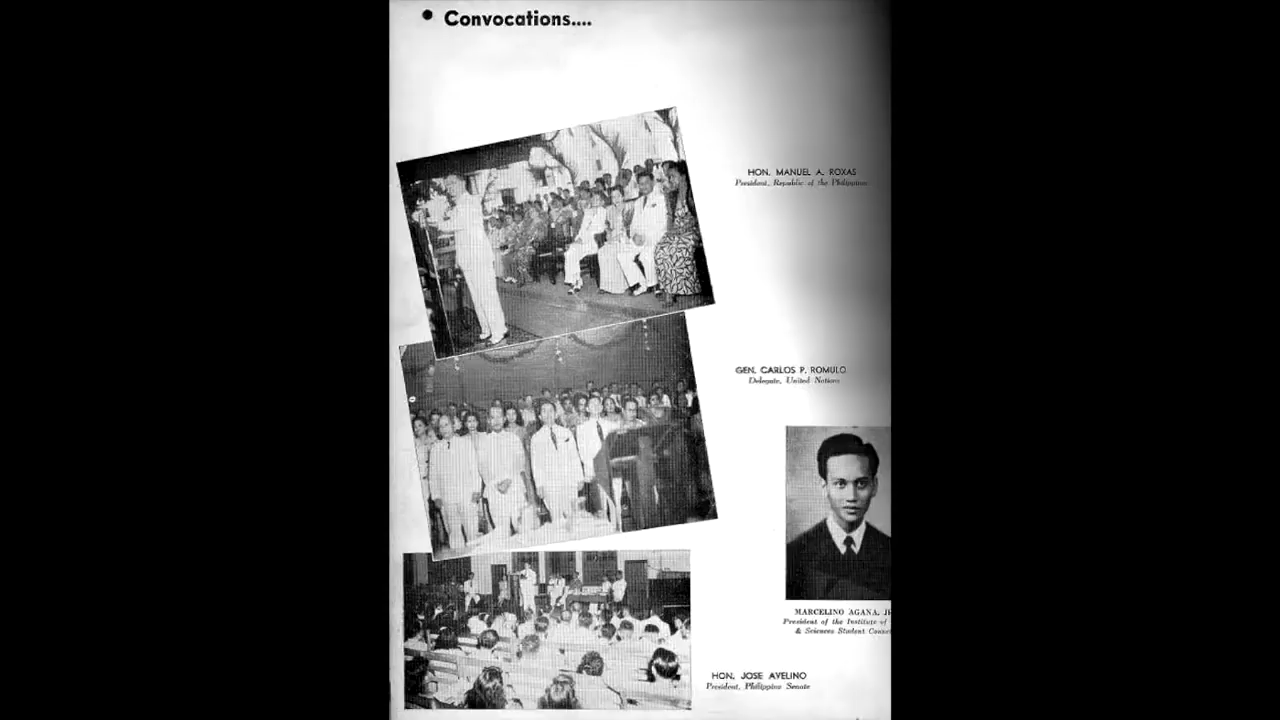 • Convocations....
HON. MANUEL A. ROXAS
President, Republic of the Philippines
GEN. CARLOS P. ROMULO
Delegate, United Nations
MARCELINO AGANA, JR
President of the Institute of
& Sciences Student Counc
HON. JOSE AVELINO
President, Philippine Senate